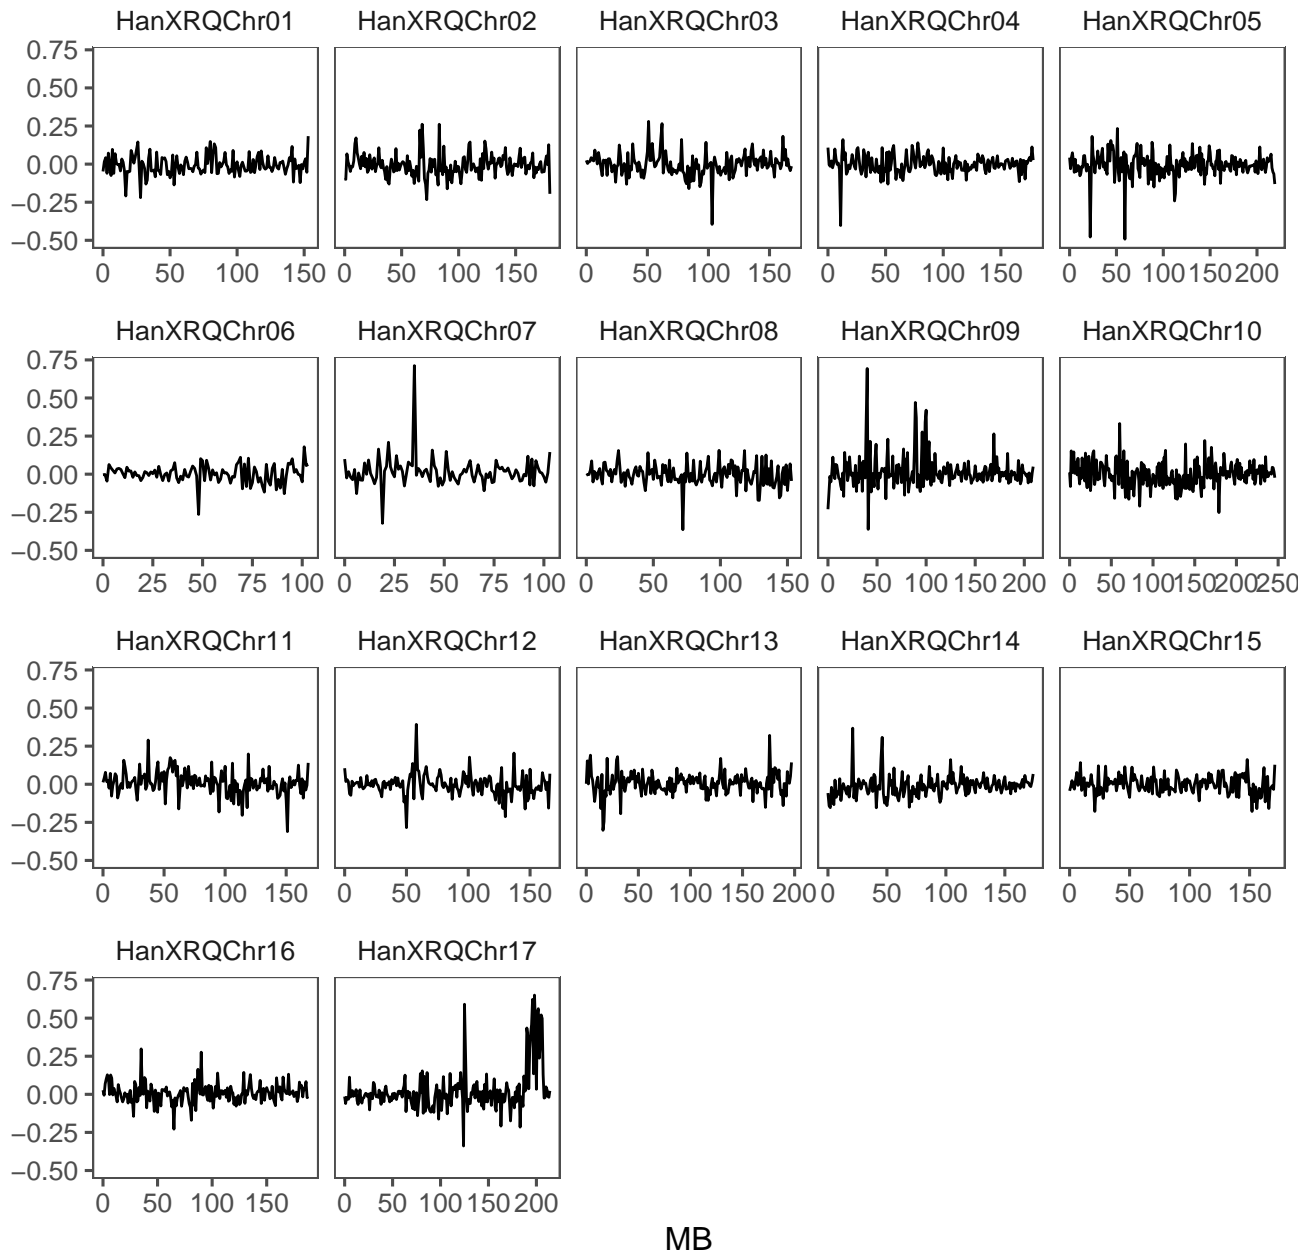 HanXRQChr01 HanXRQChr02 HanXRQChr03 HanXRQChr04 HanXRQChr05
0.75
0.50
0.25
0.00
−0.25
−0.50
0 50 100 150 0 50 100 150 0 50 100 150 0 50 100 150 0 50 100 150 200
HanXRQChr06 HanXRQChr07 HanXRQChr08 HanXRQChr09 HanXRQChr10
0.75
0.50
0.25
0.00
−0.25
−0.50
0 25 50 75 100 0 25 50 75 100 0 50 100 150 0 50 100 150 200 0 50 100 150 200 250
HanXRQChr11 HanXRQChr12 HanXRQChr13 HanXRQChr14 HanXRQChr15
0.75
0.50
0.25
0.00
−0.25
−0.50
0 50 100 150 0 50 100 150 0 50 100 150 200 0 50 100 150 0 50 100 150
HanXRQChr16 HanXRQChr17
0.75
0.50
0.25
0.00
−0.25
−0.50
0 50 100 150 0 50 100 150 200
MB